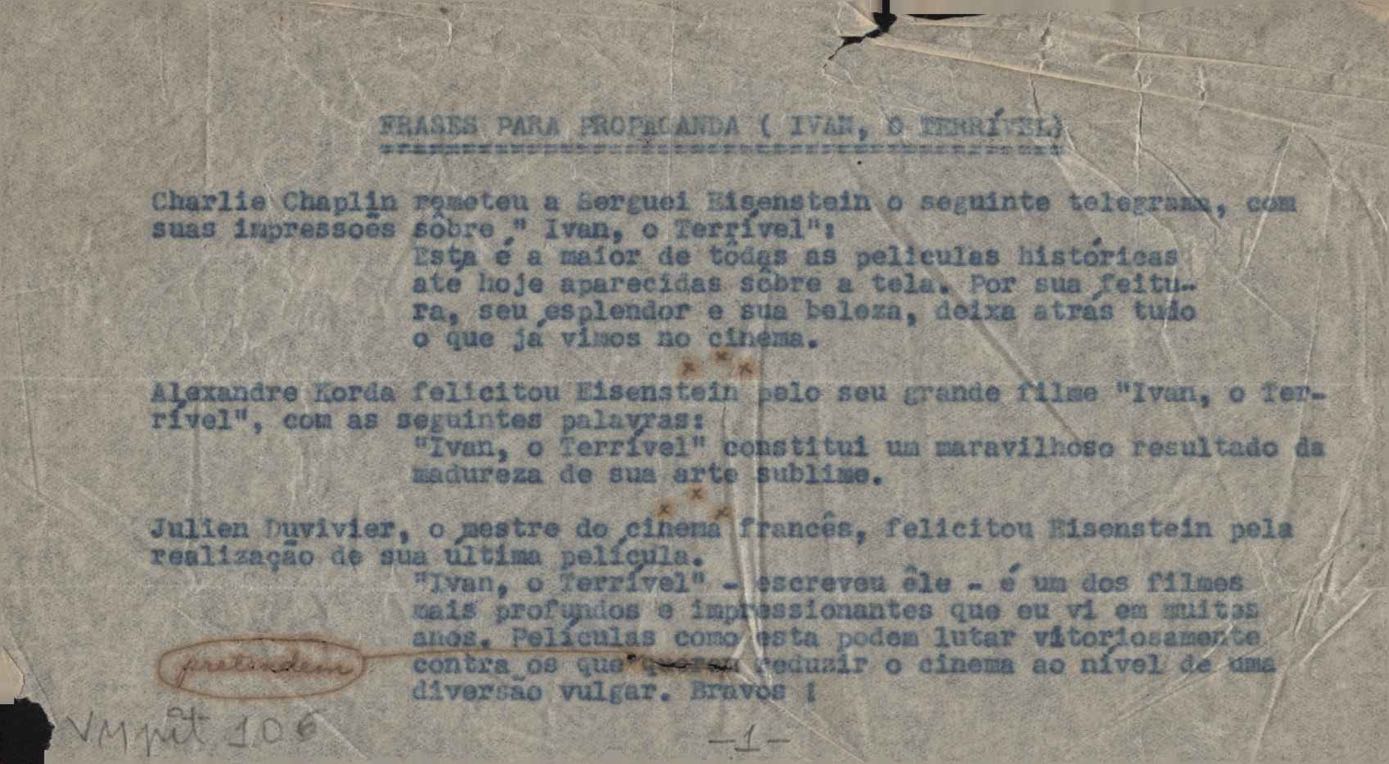 FRASES PARA PROPAGANDA ( IVAN, O TERRÍVEL)
Charlie Chaplin remeteu a Serguei Eisenstein o seguinte telegrama, com
suas impressões sôbre " Ivan, o Terrível":
Esta é a maior de tôdas as películas históricas
até hoje aparecidas sôbre a tela. Por sua feitu-
ra, seu esplendor e sua beleza, deixa atrás tudo
o que já vimos no cinema.
x x x
Alexandre Korda felicitou Eisenstein pelo seu grande filme "Ivan, o Ter-
rível", com as seguintes palavras:
"Ivan, o Terrível" constitui um maravilhoso resultado da
madureza de sua arte sublime.
x x x
Julien Duvivier, o mestre do cinema francês, felicitou Eisenstein pela
realização de sua última película.
"Ivan, o Terrível" - escreveu êle - é um dos filmes
mais profundos e impressionantes que eu vi em muitos
anos. Películas como esta podem lutar vitoriosamente
pretendem contra os que querem reduzir o cinema ao nível de uma
diversão vulgar. Bravos !
106 -1-